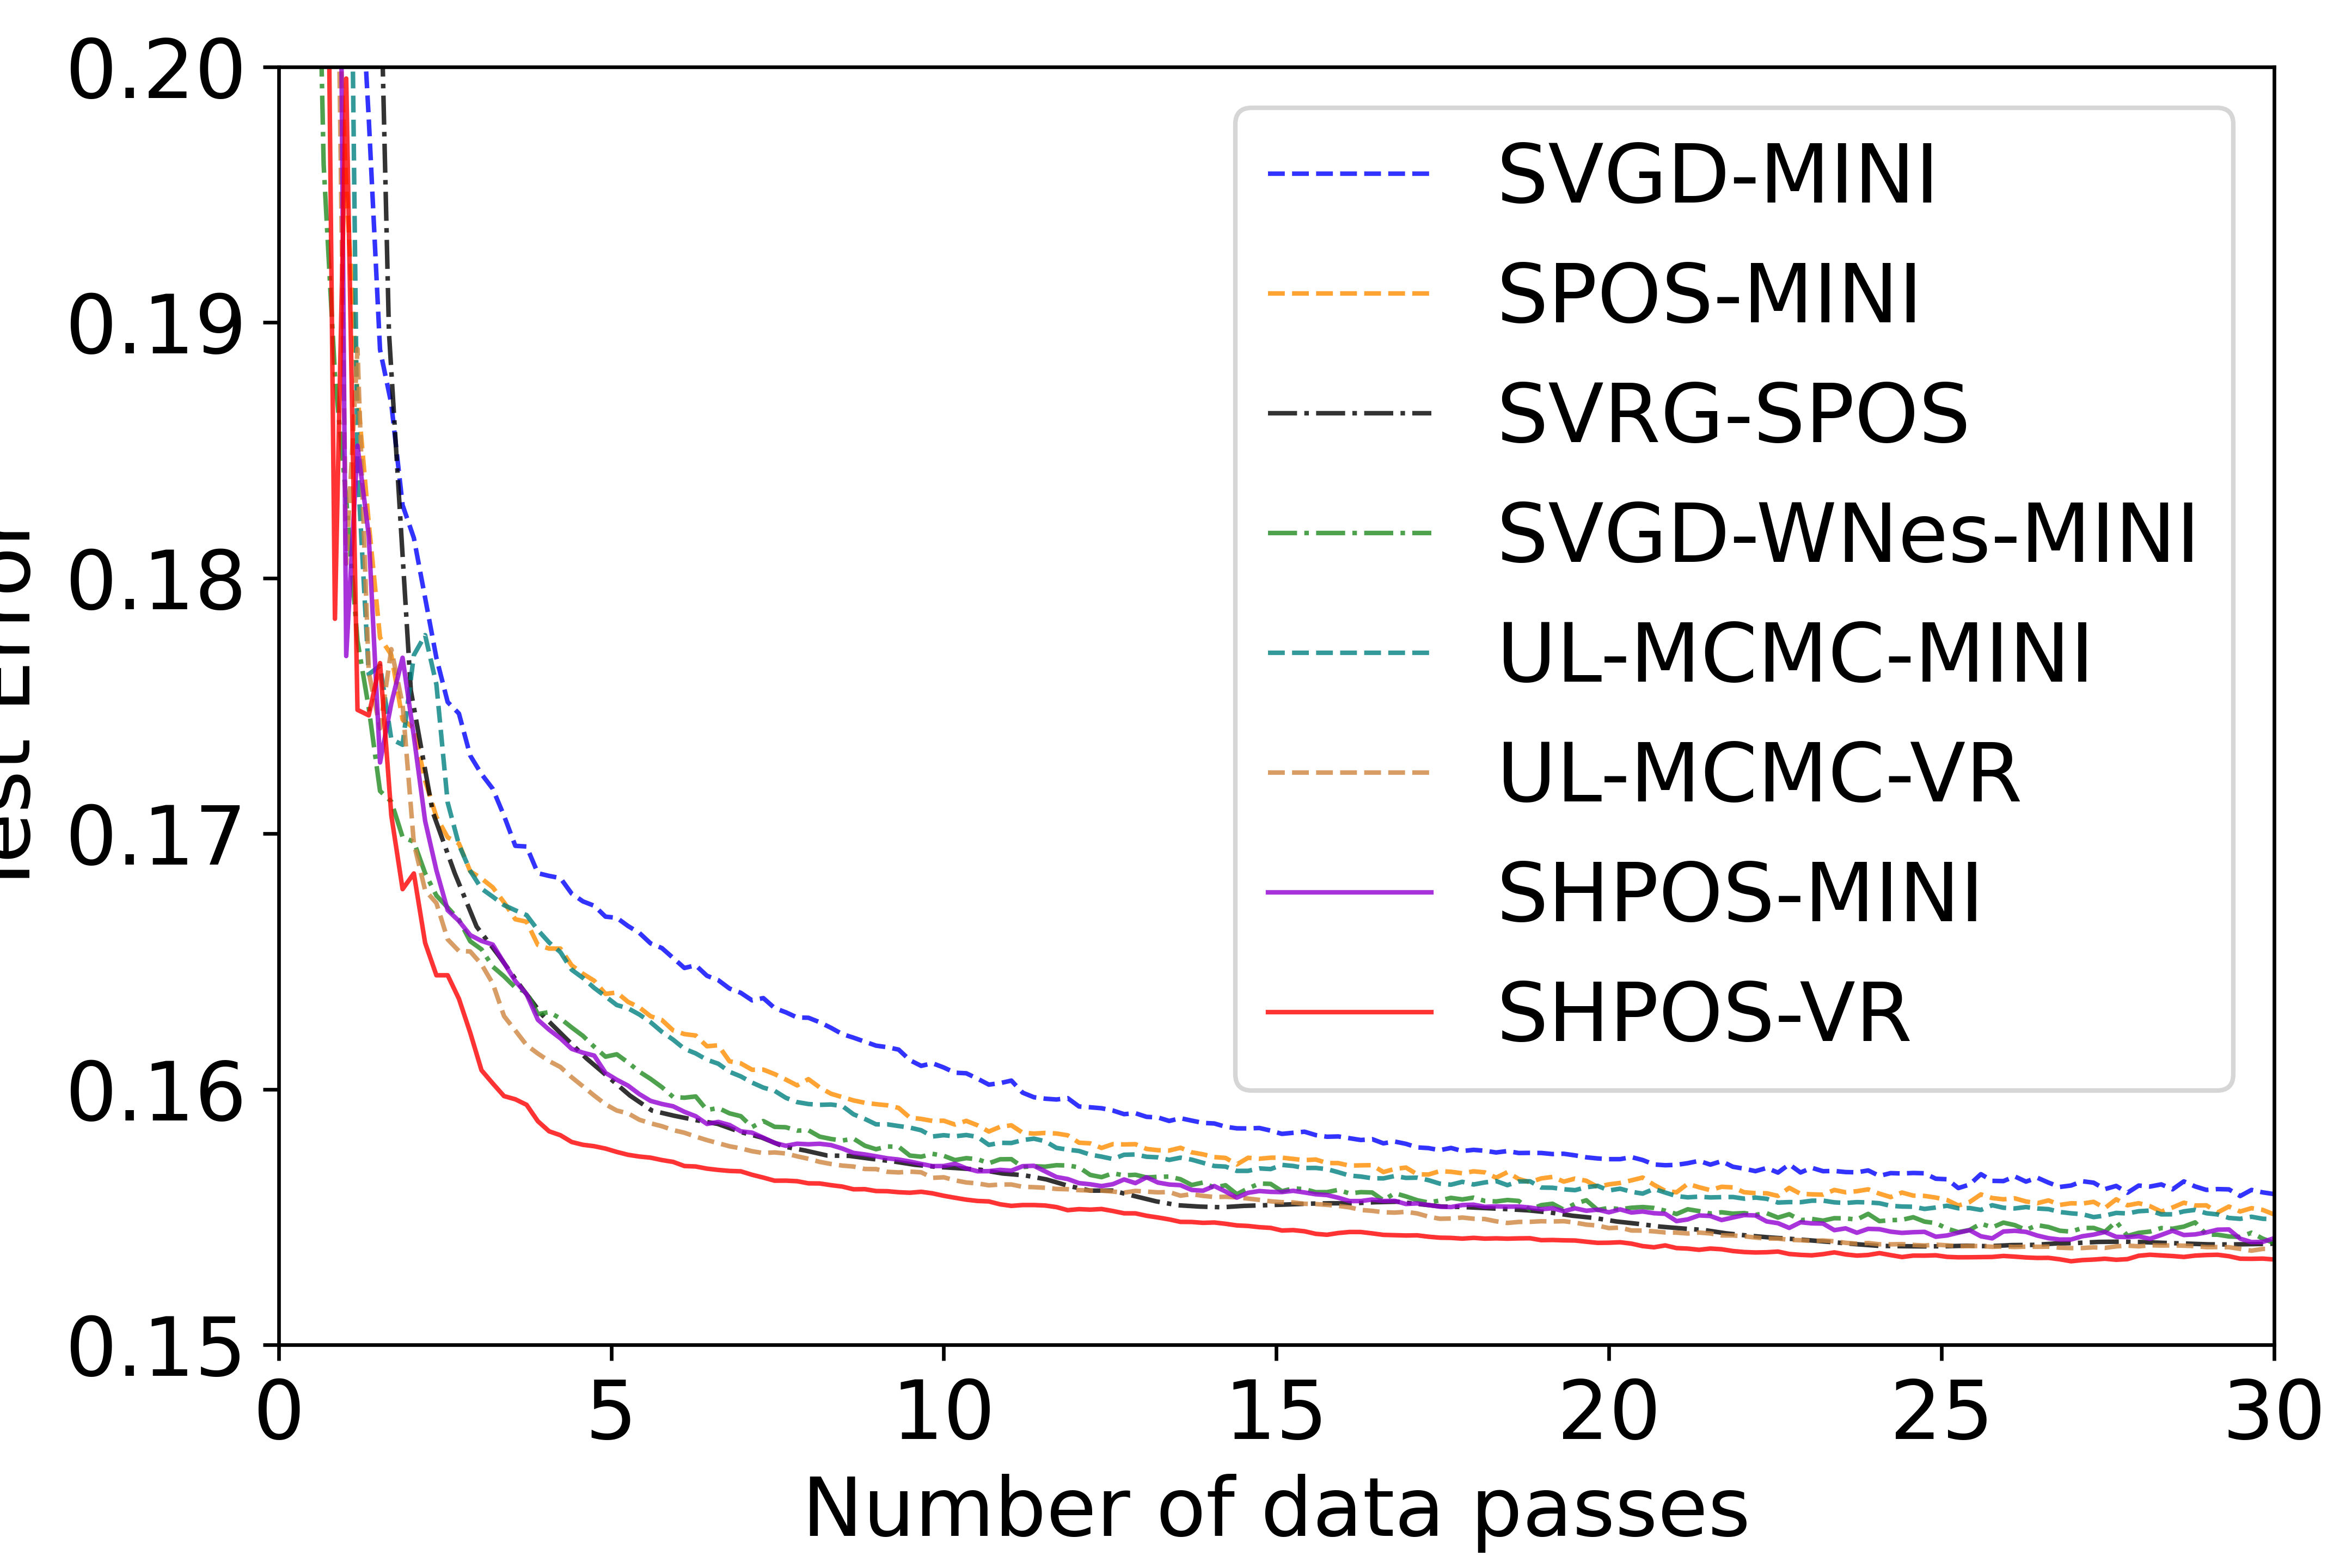 0.20
0.19
0.18
0.17
0.16
0.15
Test Error
0
5
10
15
20
25
30
Number of data passes
SVGD-MINI
SPOS-MINI
SVRG-SPOS
SVGD-WNes-MINI
UL-MCMC-MINI
UL-MCMC-VR
SHPOS-MINI
SHPOS-VR